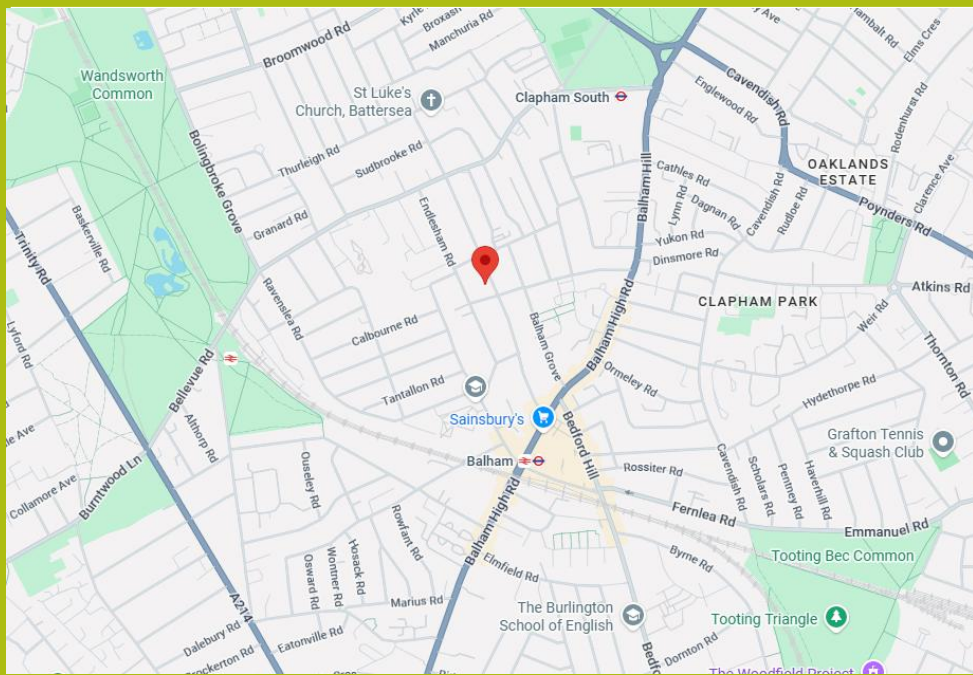 Kyrle
Broxash
Manchuria Rd
Broomwood Rd
Wandsworth
Common
St Luke's
Church, Battersea
Clapham South
Englewood Rd
Cavendish Rd
Elms Cres
Rodenhurst Rd
Clarence Ave
OAKLANDS
ESTATE
Poynders Rd
Bolingbroke Grove
Thurleigh Rd
Sudbrooke Rd
Balham Hill
Cathles Rd
Lynn Rd
Dagnan Rd
Cavendish Rd
Rudloe Rd
Baskerville Rd
Granard Rd
Endlesham Rd
Yukon Rd
Dinsmore Rd
Trinity Rd
Ravenslea Rd
Atkins Rd
CLAPHAM PARK
Lyford Rd
Calbourne Rd
Balham Grove
Balham High Rd
Weir Rd
Thornton Rd
Bellevue Rd
Tantallon Rd
Ormeley Rd
Hydethorpe Rd
Sainsbury's
Althorp Rd
Bedford Hill
Grafton Tennis
& Squash Club
Ouseley Rd
Balham
Rossiter Rd
Cavendish Rd
Scholars Rd
Pentney Rd
Haverhill Rd
Collamore Ave
Burntwood Ln
Rowfant Rd
Balham High Rd
Fernlea Rd
Emmanuel Rd
Hosack Rd
Wontner Rd
Osward Rd
Elmfield Rd
Byrne Rd
Tooting Bec Common
A214
Marius Rd
The Burlington
School of English
Tooting Triangle
Dalebury Rd
Eatonville Rd
Dornton Rd
The Woodfield Project